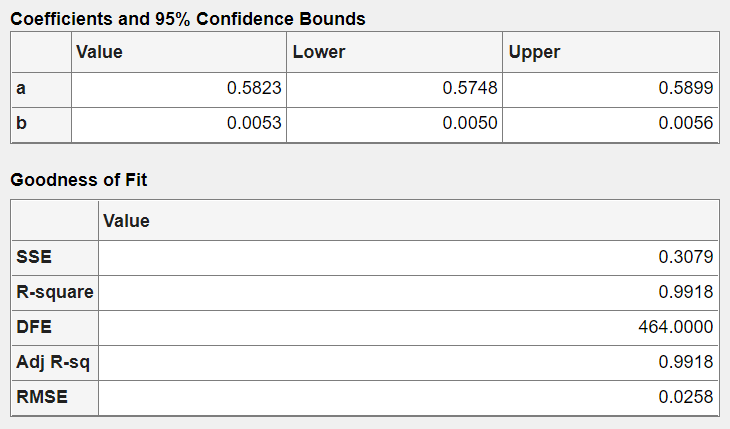 Coefficients and 95% Confidence Bounds
Value Lower Upper
a 0.5823 0.5748 0.5899
b 0.0053 0.0050 0.0056
Goodness of Fit
Value
SSE 0.3079
R-square 0.9918
DFE 464.0000
Adj R-sq 0.9918
RMSE 0.0258